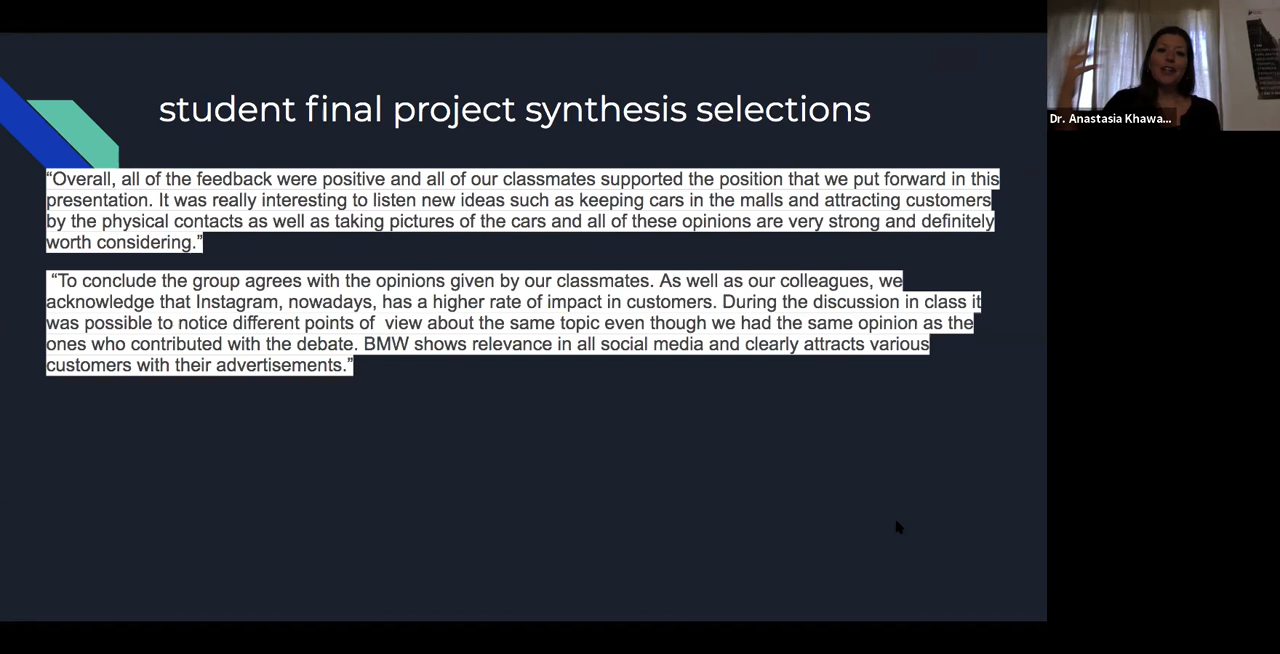 student final project synthesis selections
“Overall, all of the feedback were positive and all of our classmates supported the position that we put forward in this
presentation. It was really interesting to listen new ideas such as keeping cars in the malls and attracting customers
by the physical contacts as well as taking pictures of the cars and all of these opinions are very strong and definitely
worth considering.”
“To conclude the group agrees with the opinions given by our classmates. As well as our colleagues, we
acknowledge that Instagram, nowadays, has a higher rate of impact in customers. During the discussion in class it
was possible to notice different points of  view about the same topic even though we had the same opinion as the
ones who contributed with the debate. BMW shows relevance in all social media and clearly attracts various
customers with their advertisements.”
Dr. Anastasia Khawa...